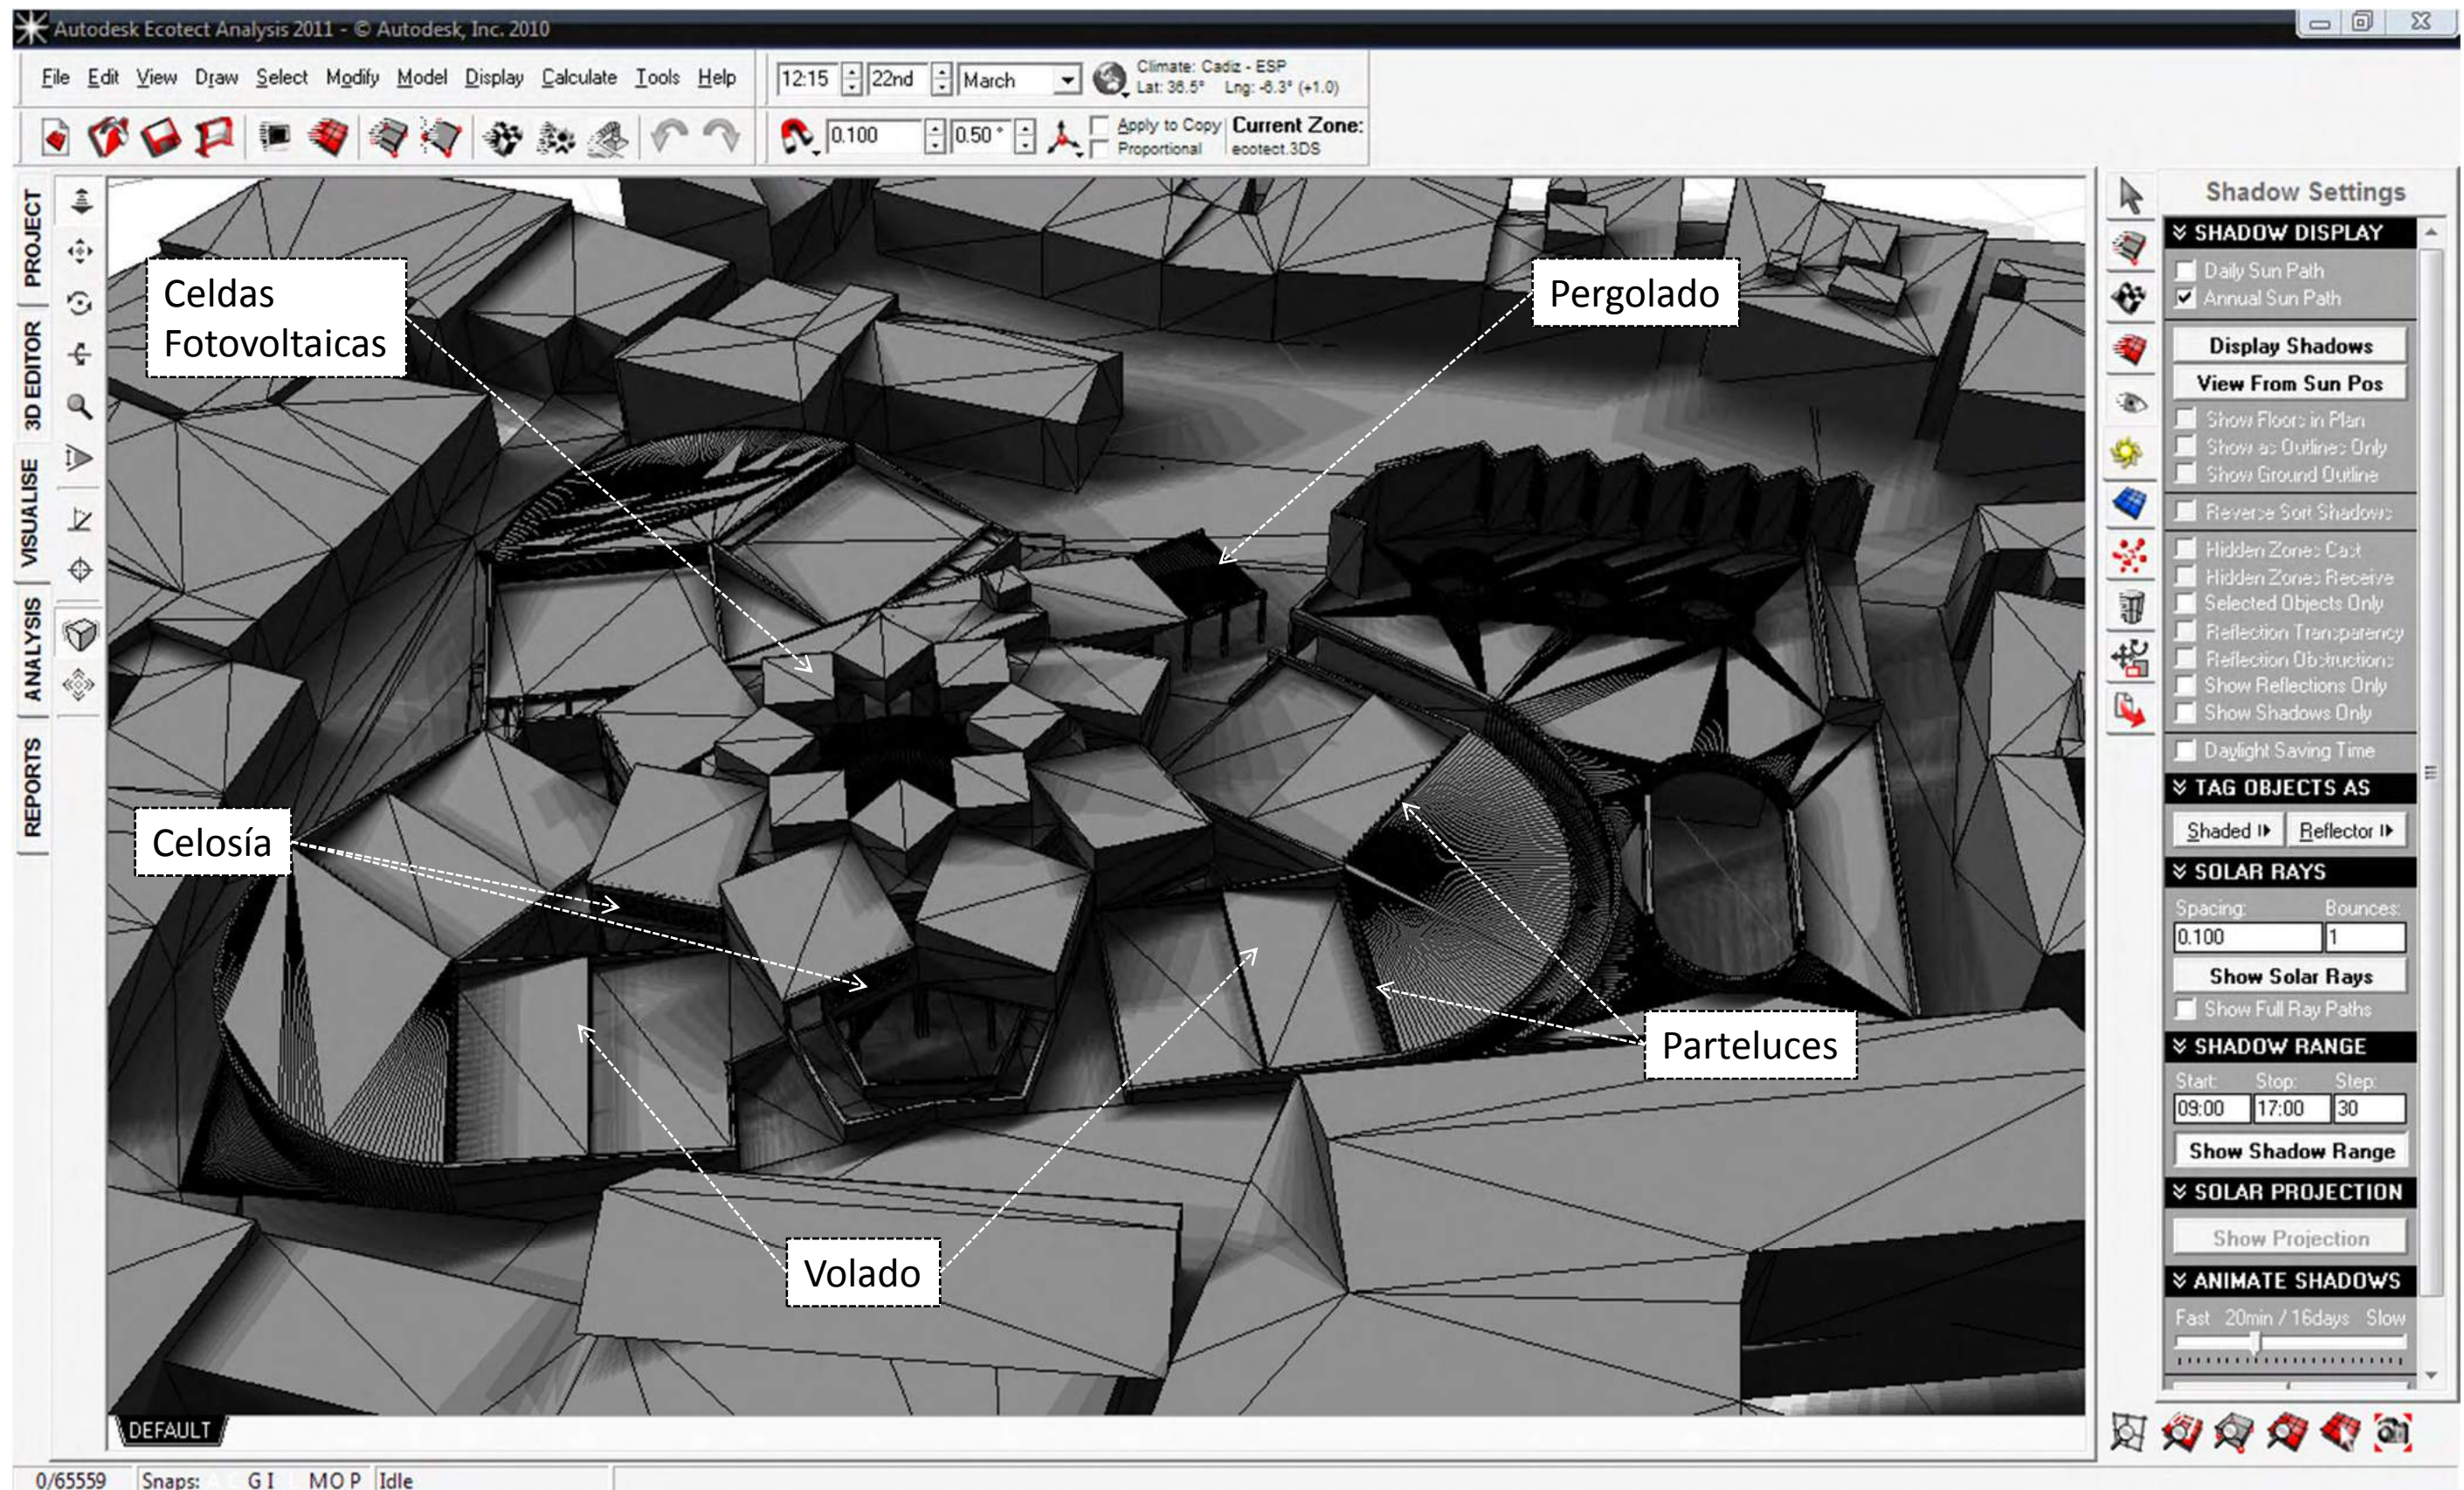 Autodesk Ecotect Analysis 2011 - © Autodesk, Inc. 2010
File Edit View Draw Select Modify Model Display Calculate Tools Help
12:15 22nd March
Climate: Cadiz - ESP
Lat: 36.5° Lng: -6.3° (+1.0)
0.100 0.50 °
Apply to Copy
Proportional
Current Zone:
ecotect.3DS
PROJECT
3D EDITOR
VISUALISE
ANALYSIS
REPORTS
Celdas
Fotovoltaicas
Pergolado
Celosía
Parteluces
Volado
DEFAULT
Shadow Settings
SHADOW DISPLAY
Daily Sun Path
Annual Sun Path
Display Shadows
View From Sun Pos
Show Floors in Plan
Show as Outlines Only
Show Ground Outline
Reverse Sort Shadows
Hidden Zones Cast
Hidden Zones Receive
Selected Objects Only
Reflection Transparency
Reflection Obstructions
Show Reflections Only
Show Shadows Only
Daylight Saving Time
TAG OBJECTS AS
Shaded Reflector
SOLAR RAYS
Spacing: Bounces:
0.100 1
Show Solar Rays
Show Full Ray Paths
SHADOW RANGE
Start: Stop: Step:
09:00 17:00 30
Show Shadow Range
SOLAR PROJECTION
Show Projection
ANIMATE SHADOWS
Fast 20min / 16days Slow
0/65559 Snaps: A C G I L M O P Idle